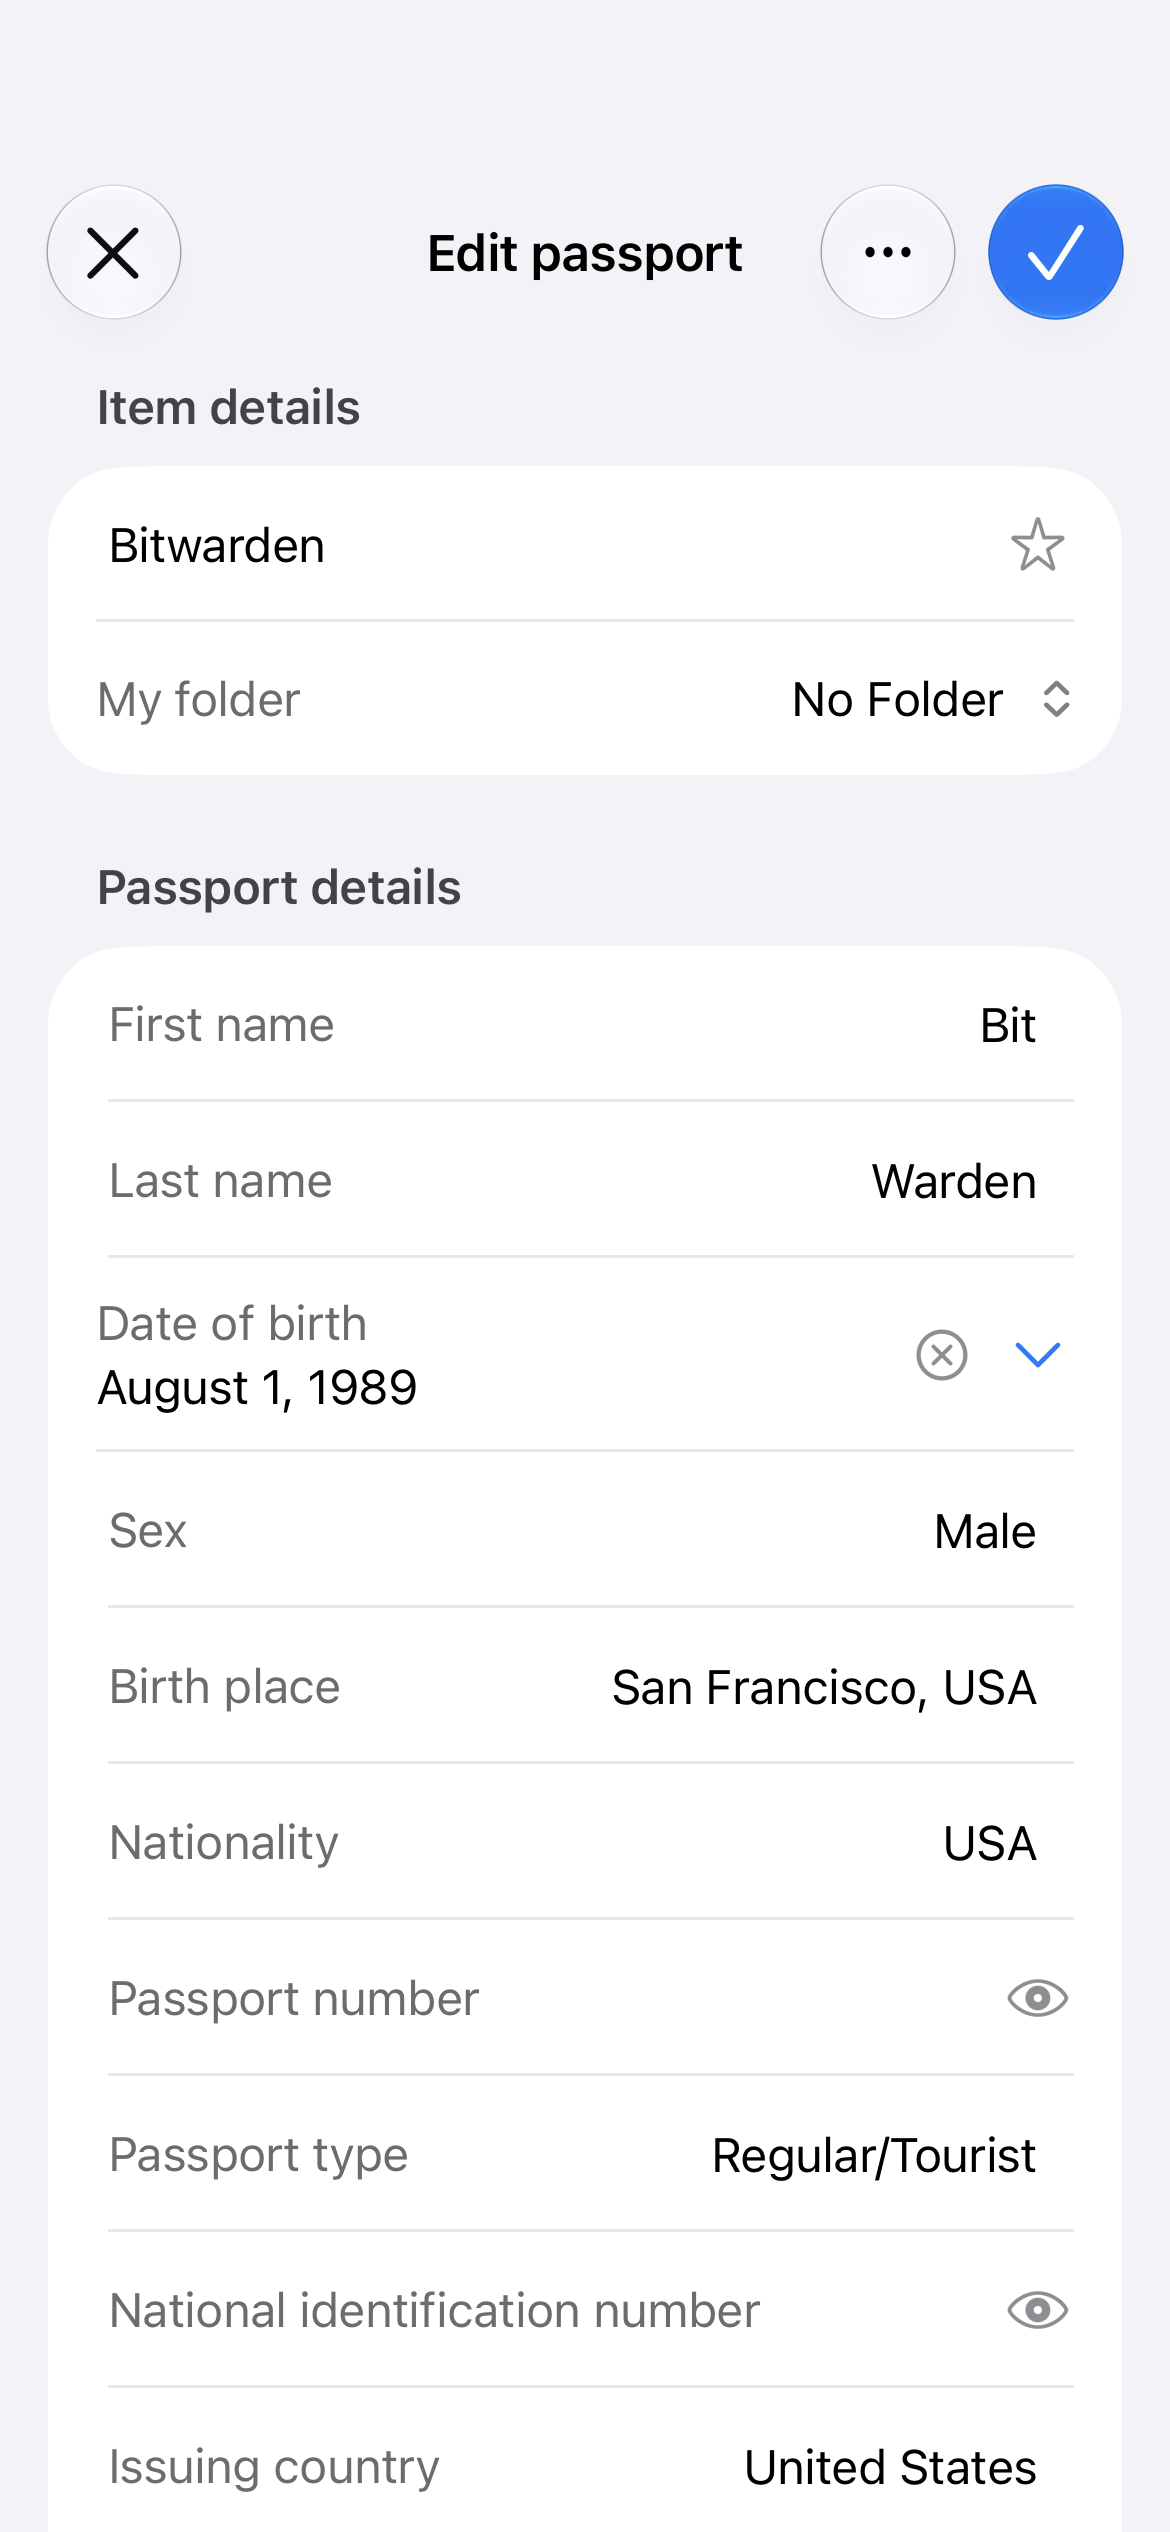 Edit passport
Item details
Bitwarden
My folder No Folder
Passport details
First name Bit
Last name Warden
Date of birth
August 1, 1989
Sex Male
Birth place San Francisco, USA
Nationality USA
Passport number
Passport type Regular/Tourist
National identification number
Issuing country United States